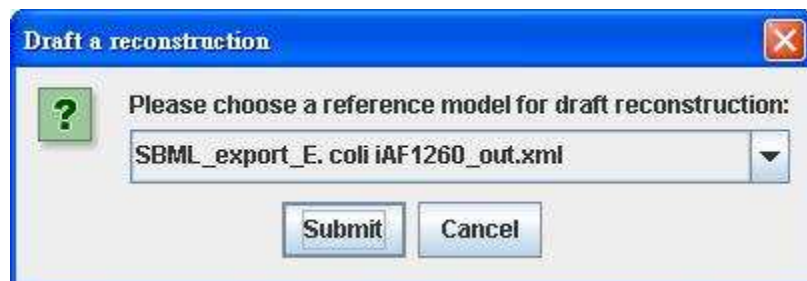 Draft a reconstruction
?
Please choose a reference model for draft reconstruction:
SBML_export_E. coli iAF1260_out.xml
Submit Cancel